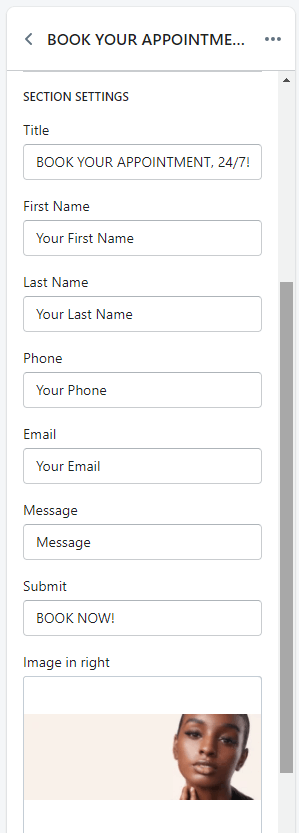 BOOK YOUR APPOINTME...
SECTION SETTINGS
Title
BOOK YOUR APPOINTMENT, 24/7!
First Name
Your First Name
Last Name
Your Last Name
Phone
Your Phone
Email
Your Email
Message
Message
Submit
BOOK NOW!
Image in right